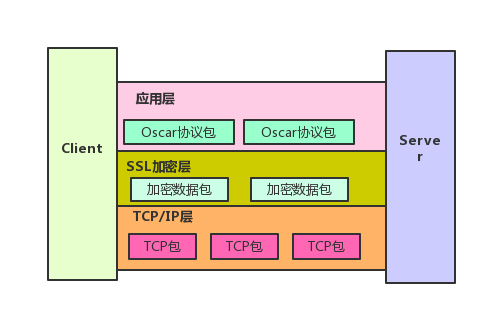 应用层
Oscar协议包 Oscar协议包
Client
Serve
r
SSL加密层
加密数据包 加密数据包
TCP/IP层
TCP包 TCP包 TCP包